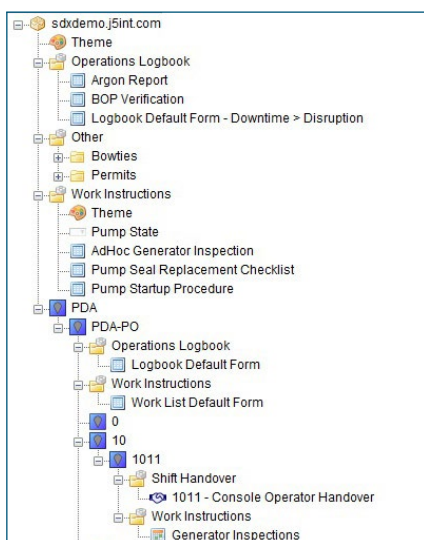 sdxdemo.j5int.com
Theme
Operations Logbook
Argon Report
BOP Verification
Logbook Default Form - Downtime > Disruption
Other
Bowties
Permits
Work Instructions
Theme
Pump State
AdHoc Generator Inspection
Pump Seal Replacement Checklist
Pump Startup Procedure
PDA
PDA-PO
Operations Logbook
Logbook Default Form
Work Instructions
Work List Default Form
0
10
1011
Shift Handover
1011 - Console Operator Handover
Work Instructions
Generator Inspections